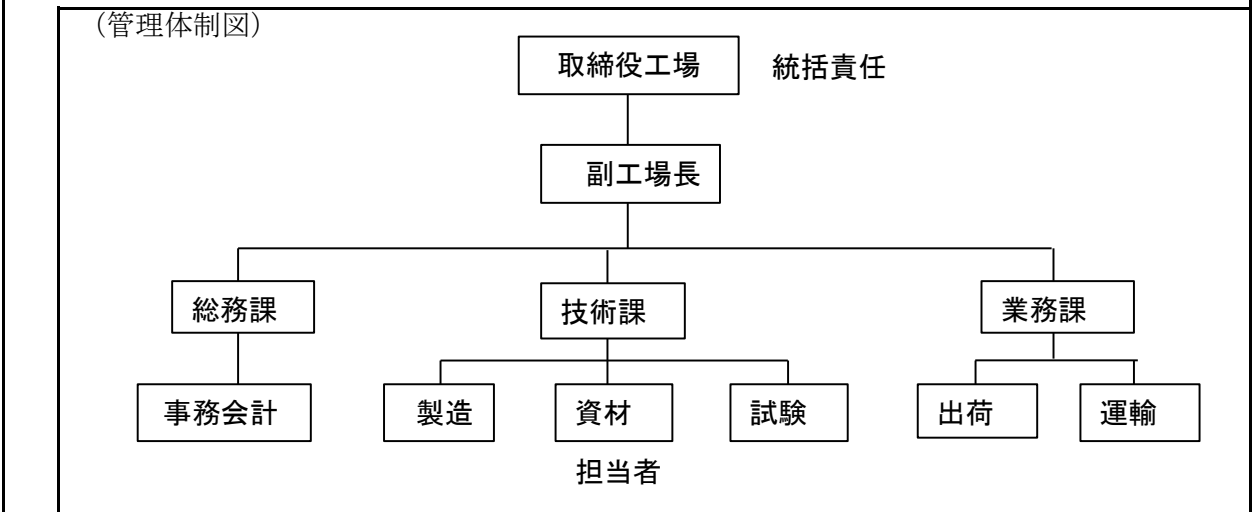 （管理体制図）
取締役工場 統括責任
副工場長
総務課 技術課 業務課
事務会計 製造 資材 試験 出荷 運輸
担当者